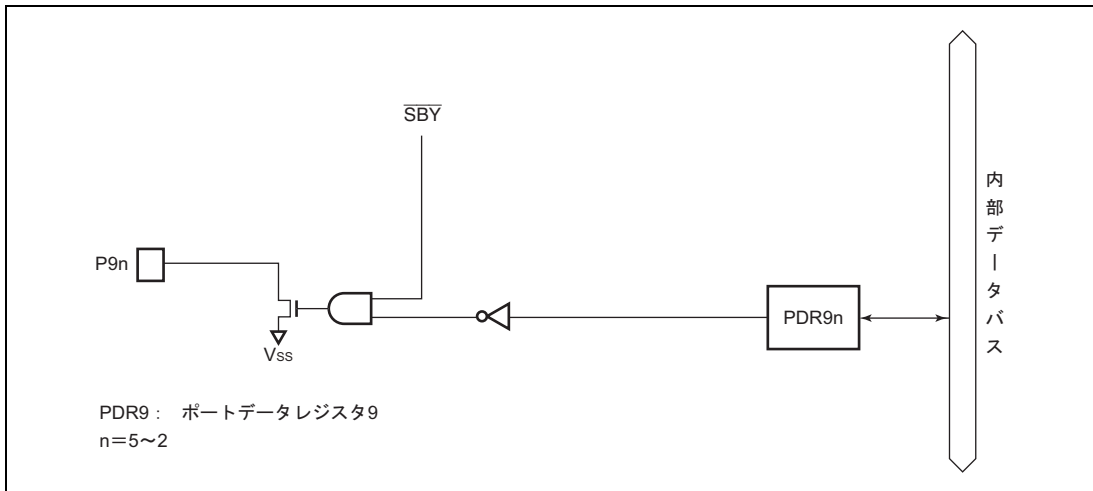 SBY
P9n
PDR9n
VSS
内部データバス
PDR9： ポートデータレジスタ9
n＝5～2